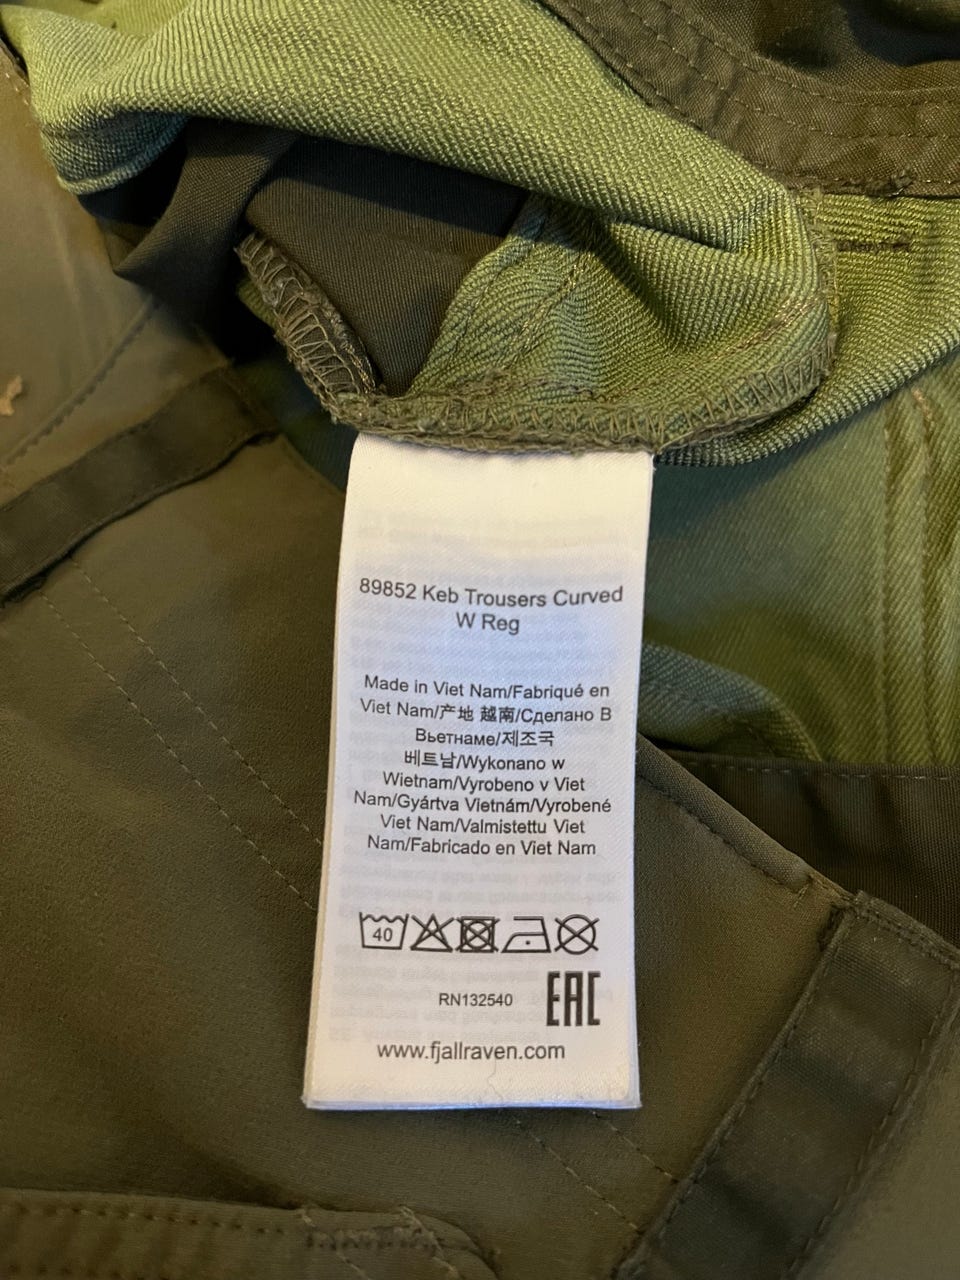 89852 Keb Trousers Curved
W Reg
Made in Viet Nam/Fabriqué en
Viet Nam/产地 越南/Сделано В
Вьетнаме/제조국
베트남/Wykonano w
Wietnam/Vyrobeno v Viet
Nam/Gyártva Vietnám/Vyrobené
Viet Nam/Valmistettu Viet
Nam/Fabricado en Viet Nam
40
RN132540 EAC
www.fjallraven.com